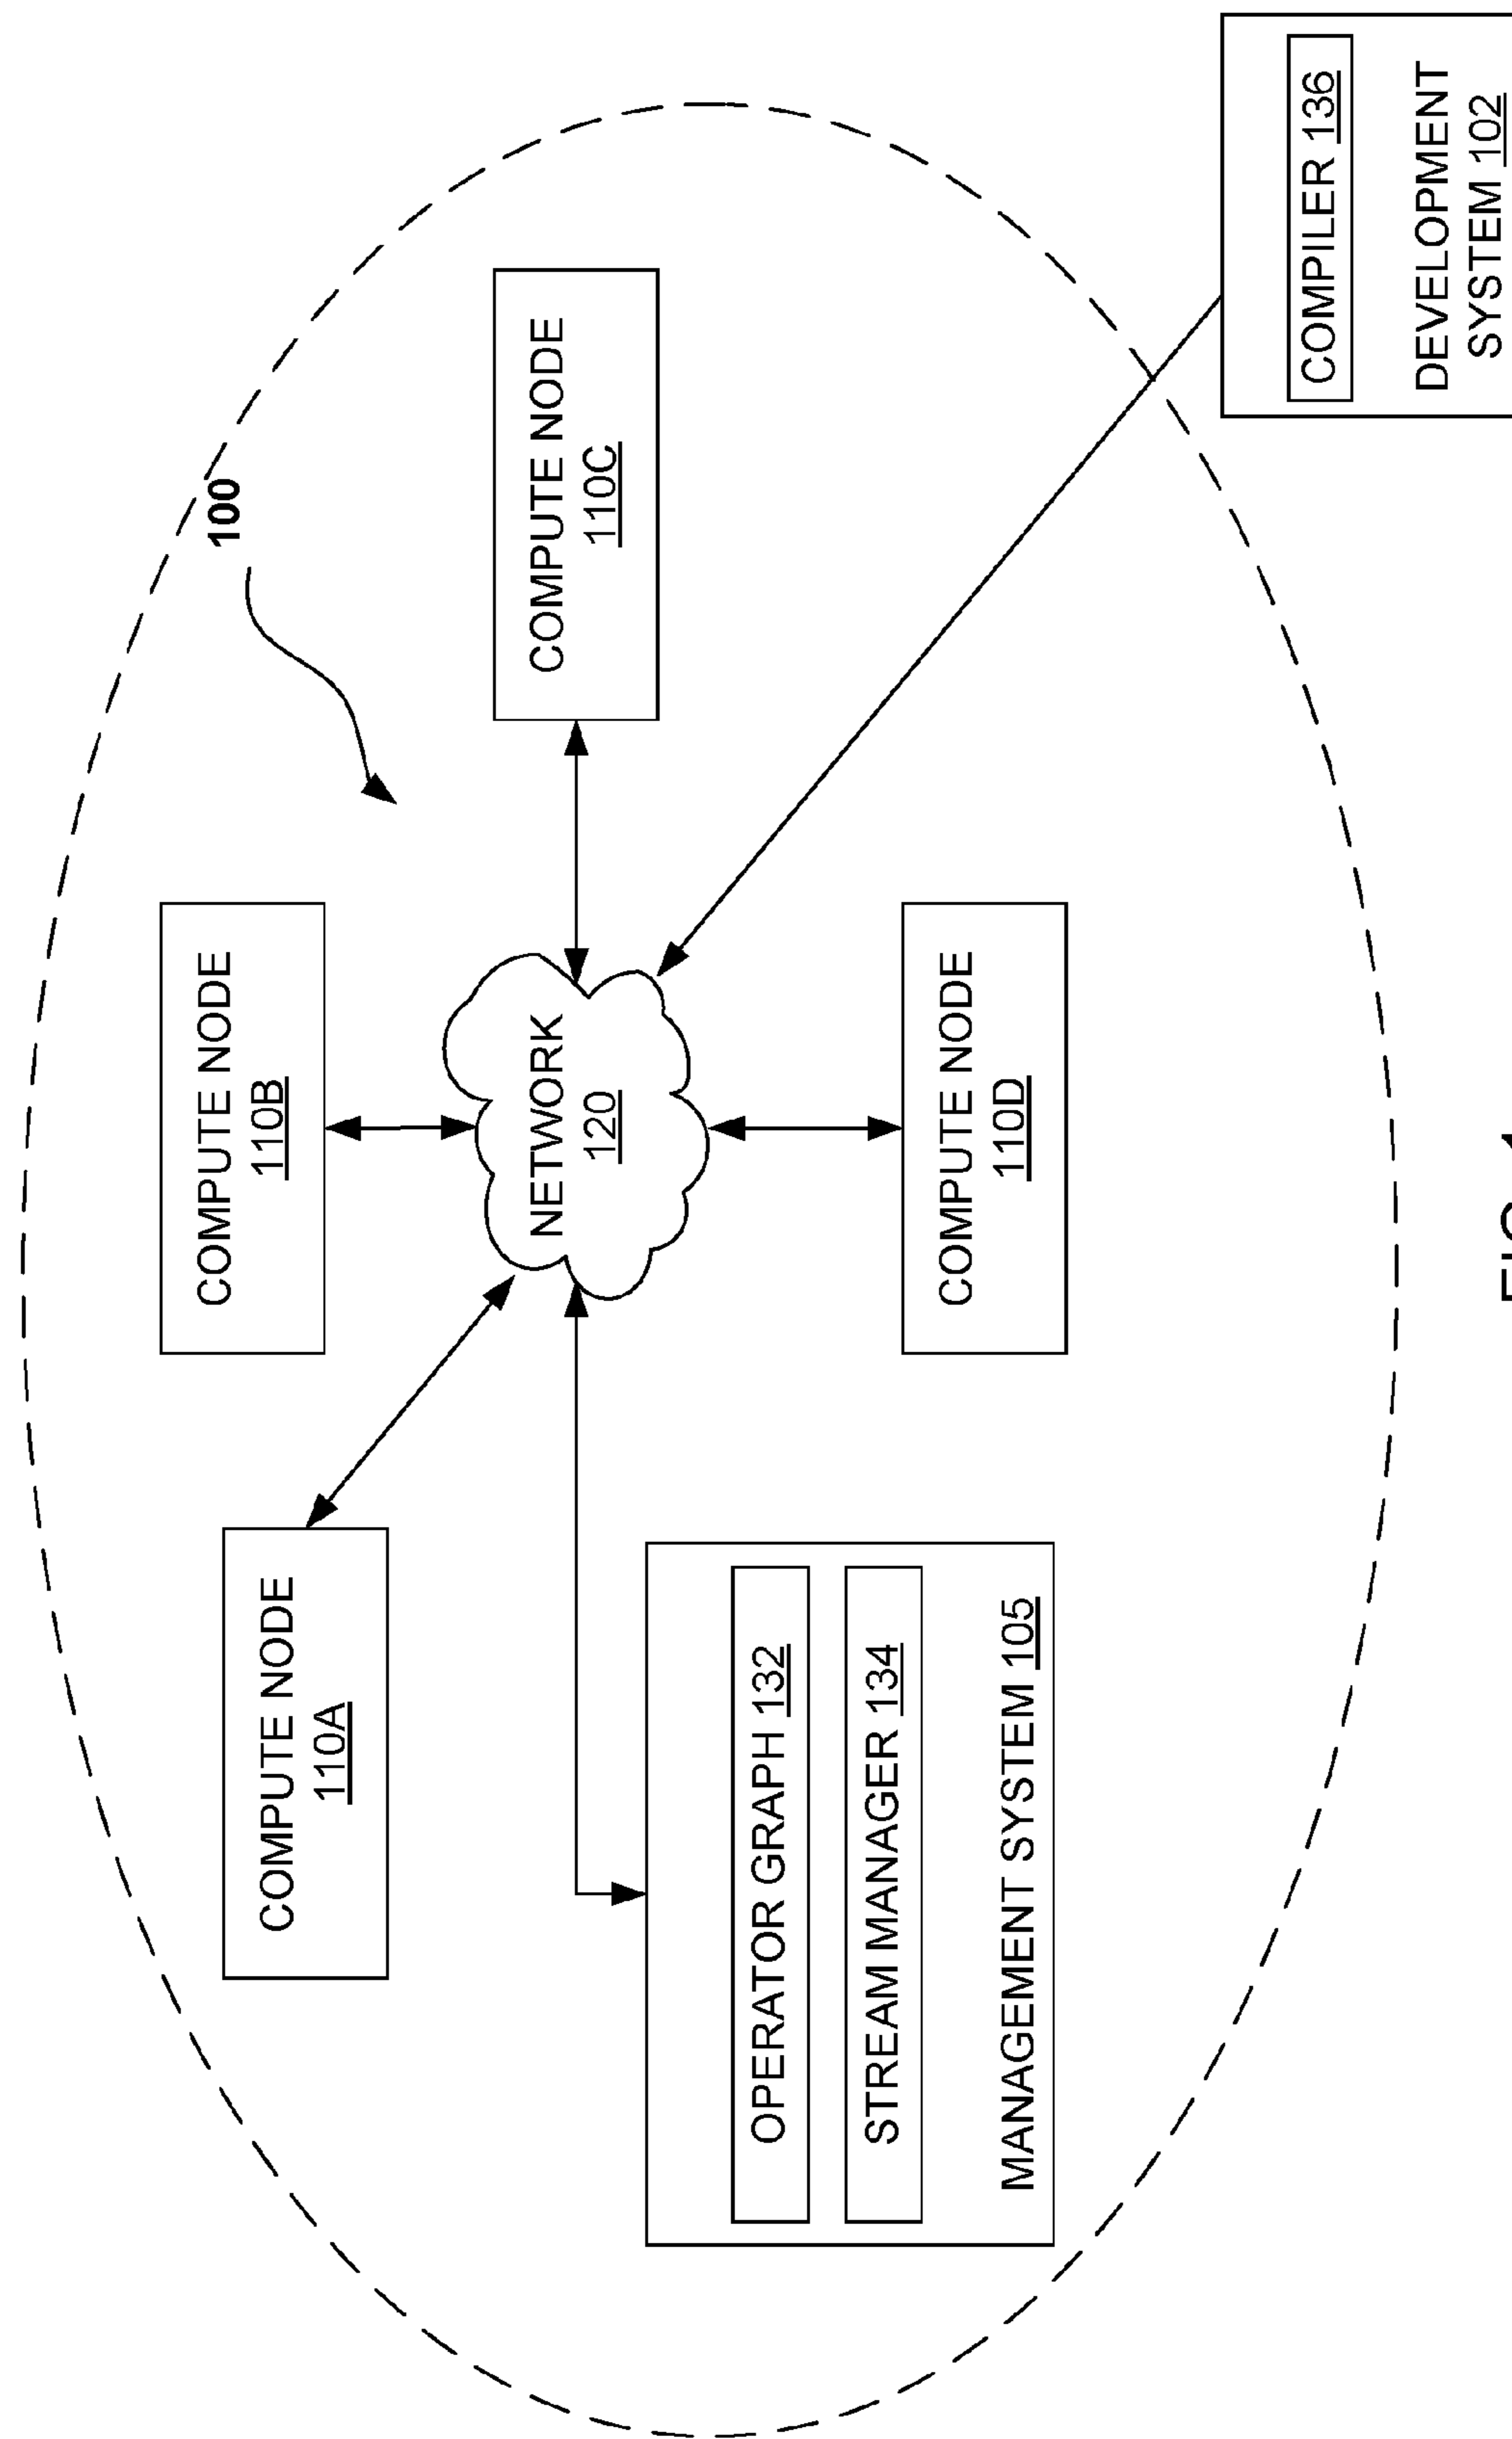 COMPUTE NODE
110B
100
COMPUTE NODE
110A
NETWORK
120
COMPUTE NODE
110C
OPERATOR GRAPH 132
STREAM MANAGER 134
MANAGEMENT SYSTEM 105
COMPUTE NODE
110D
COMPILER 136
DEVELOPMENT
SYSTEM 102